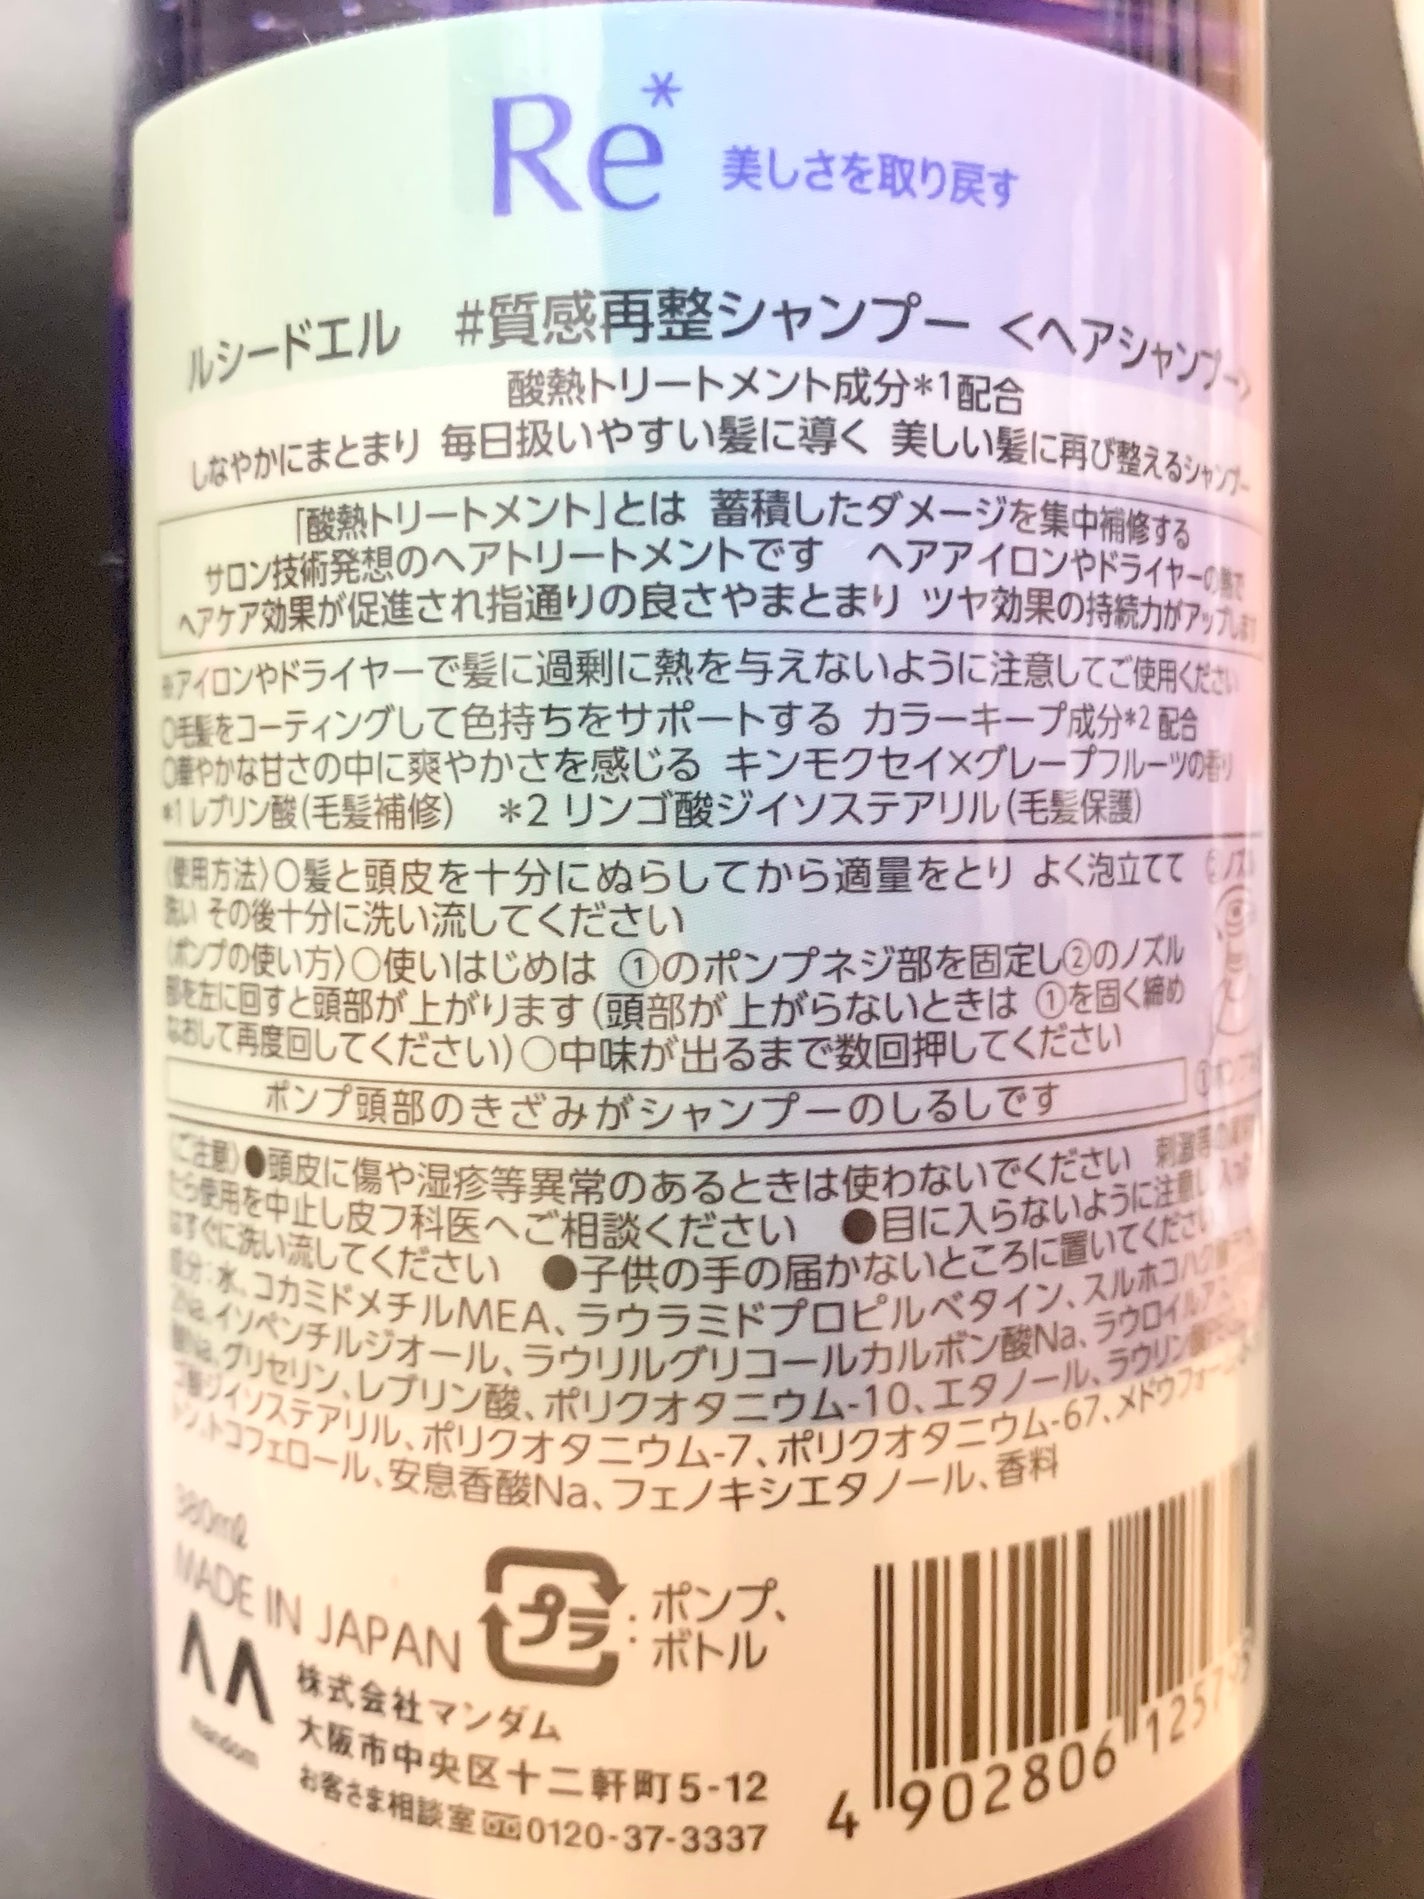 Re*
美しさを取り戻す
ルシードエル #質感再整シャンプー <ヘアシャンプー>
酸熱トリートメント成分*1配合
しなやかにまとまり 毎日扱いやすい髪に導く 美しい髪に再び整えるシャンプー
「酸熱トリートメント」とは 蓄積したダメージを集中補修する
サロン技術発想のヘアトリートメントです ヘアアイロンやドライヤーの熱で
ヘアケア効果が促進され指通りの良さやまとまり ツヤ効果の持続力がアップします
※アイロンやドライヤーで髪に過剰に熱を与えないように注意してご使用ください
○毛髪をコーティングして色持ちをサポートする カラーキープ成分*2 配合
○華やかな甘さの中に爽やかさを感じる キンモクセイ×グレープフルーツの香り
*1 レブリン酸(毛髪補修) *2 リンゴ酸ジイソステアリル(毛髪保護)
〈使用方法〉○髪と頭皮を十分にぬらしてから適量をとり よく泡立てて
洗い その後十分に洗い流してください
〈ポンプの使い方〉○使いはじめは ①のポンプネジ部を固定し②のノズル
部を左に回すと頭部が上がります(頭部が上がらないときは ①を固く締め
なおして再度回してください)○中味が出るまで数回押してください
②ノズル
①ポンプネジ
ポンプ頭部のきざみがシャンプーのしるしです
〈ご注意〉●頭皮に傷や湿疹等異常のあるときは使わないでください 刺激等の
たら使用を中止し皮フ科医へご相談ください ●目に入らないように注意し
はすぐに洗い流してください ●子供の手の届かないところに置いてください
成分:水、コカミドメチルMEA、ラウラミドプロピルベタイン、スルホコハク酸
2Na、イソペンチルジオール、ラウリルグリコールカルボン酸Na、ラウロイル
酸Na、グリセリン、レブリン酸、ポリクオタニウム-10、エタノール、ラウリン酸
ゴ酸ジイソステアリル、ポリクオタニウム-7、ポリクオタニウム-67、メドウフォーム
トン、トコフェロール、安息香酸Na、フェノキシエタノール、香料
380mℓ
MADE IN JAPAN
プラ
:ポンプ、
:ボトル
mandom
株式会社マンダム
大阪市中央区十二軒町5-12
お客さま相談室 0120-37-3337
4 902806 1257